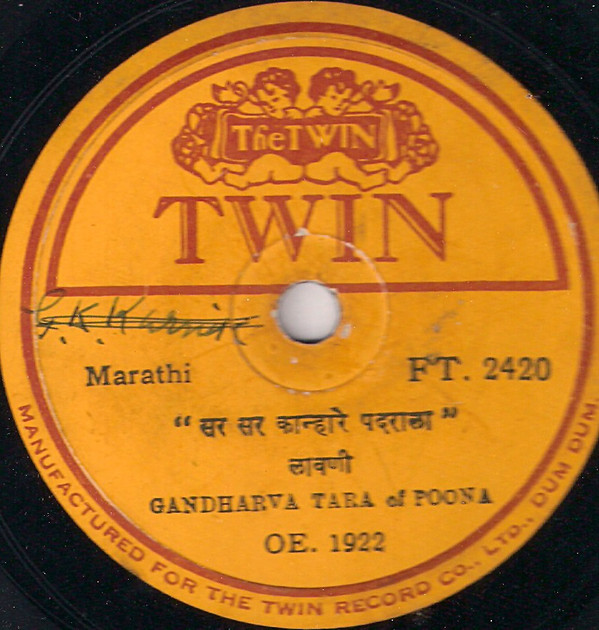 The TWIN
TWIN
G. K. Karnik
Marathi
FT. 2420
“सर सर कान्हारे पदराला”
लावणी
GANDHARVA TARA of POONA
OE. 1922
MANUFACTURED FOR THE TWIN RECORD CO., LTD., DUM DUM.